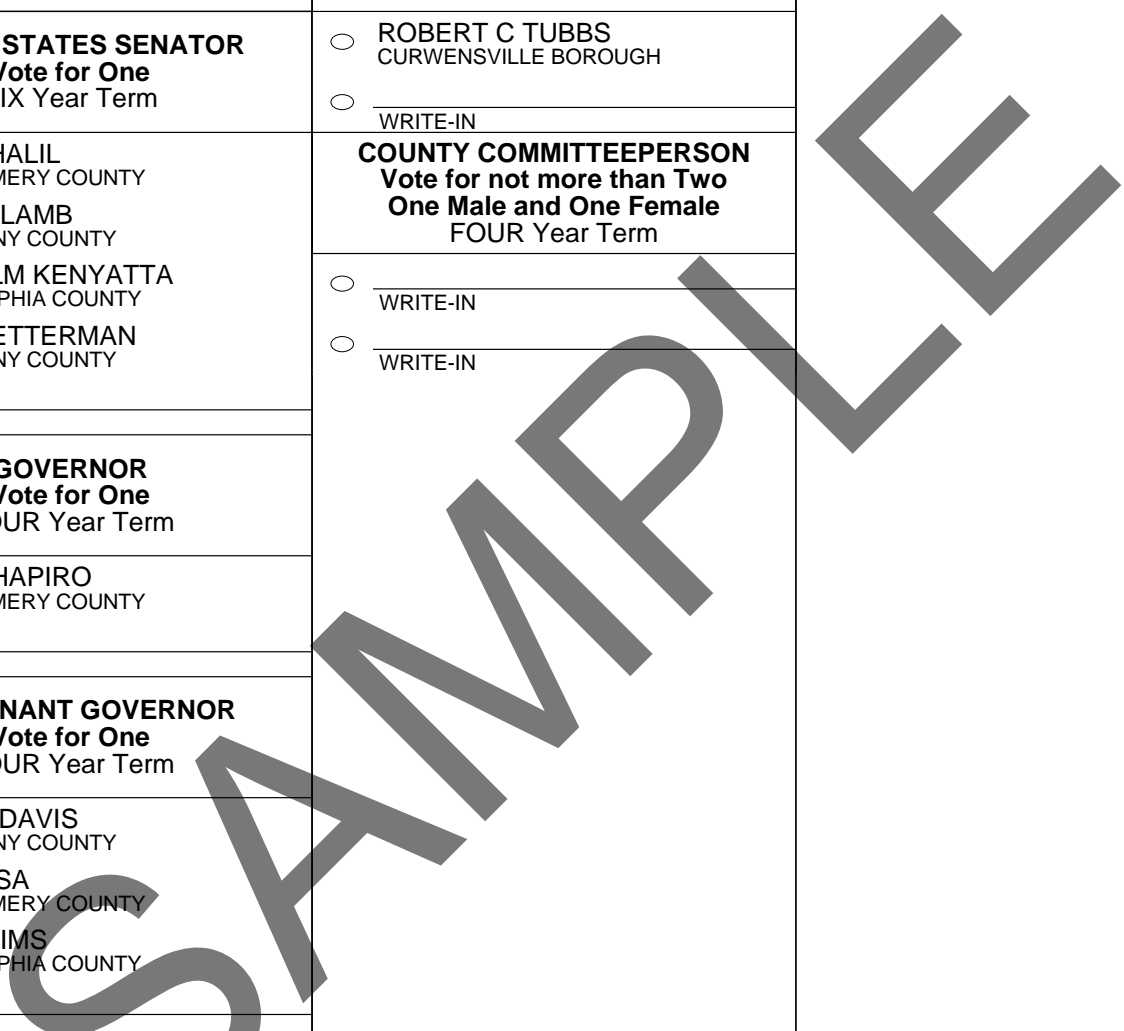 STATES SENATOR
Vote for One
IX Year Term
HALIL
MERY COUNTY
LAMB
NY COUNTY
LM KENYATTA
PHIA COUNTY
ETTERMAN
NY COUNTY
GOVERNOR
Vote for One
OUR Year Term
HAPIRO
MERY COUNTY
NANT GOVERNOR
Vote for One
OUR Year Term
DAVIS
NY COUNTY
SA
MERY COUNTY
IMS
PHIA COUNTY
ROBERT C TUBBS
CURWENSVILLE BOROUGH
WRITE-IN
COUNTY COMMITTEEPERSON
Vote for not more than Two
One Male and One Female
FOUR Year Term
WRITE-IN
WRITE-IN
SAMPLE